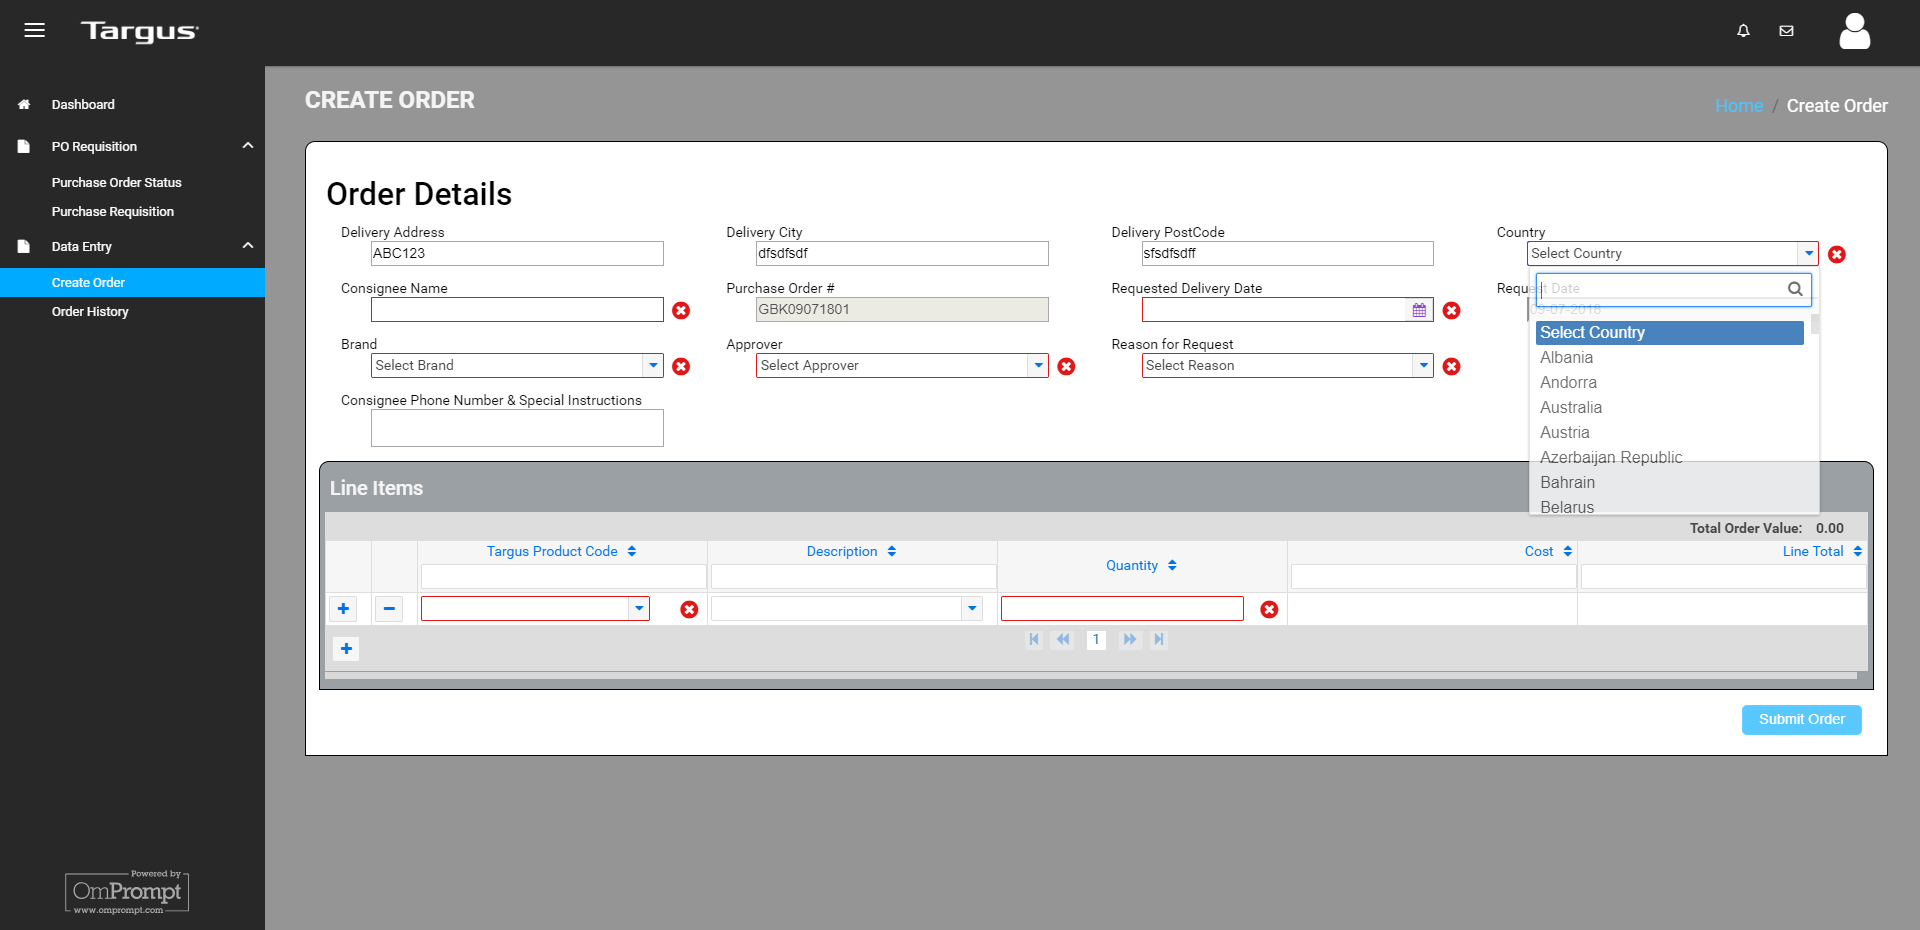 Targus
Dashboard
PO Requisition
Purchase Order Status
Purchase Requisition
Data Entry
Create Order
Order History
Powered by
OmPrompt
www.omprompt.com
CREATE ORDER
Home / Create Order
Order Details
Delivery Address
ABC123
Delivery City
dfsdfsdf
Delivery PostCode
sfsdfsdff
Country
Select Country
Consignee Name
Purchase Order #
GBK09071801
Requested Delivery Date
Request Date
09-07-2018
Select Country
Albania
Andorra
Australia
Austria
Azerbaijan Republic
Bahrain
Belarus
Brand
Select Brand
Approver
Select Approver
Reason for Request
Select Reason
Consignee Phone Number & Special Instructions
Line Items
Total Order Value: 0.00
Targus Product Code
Description
Quantity
Cost
Line Total
1
Submit Order